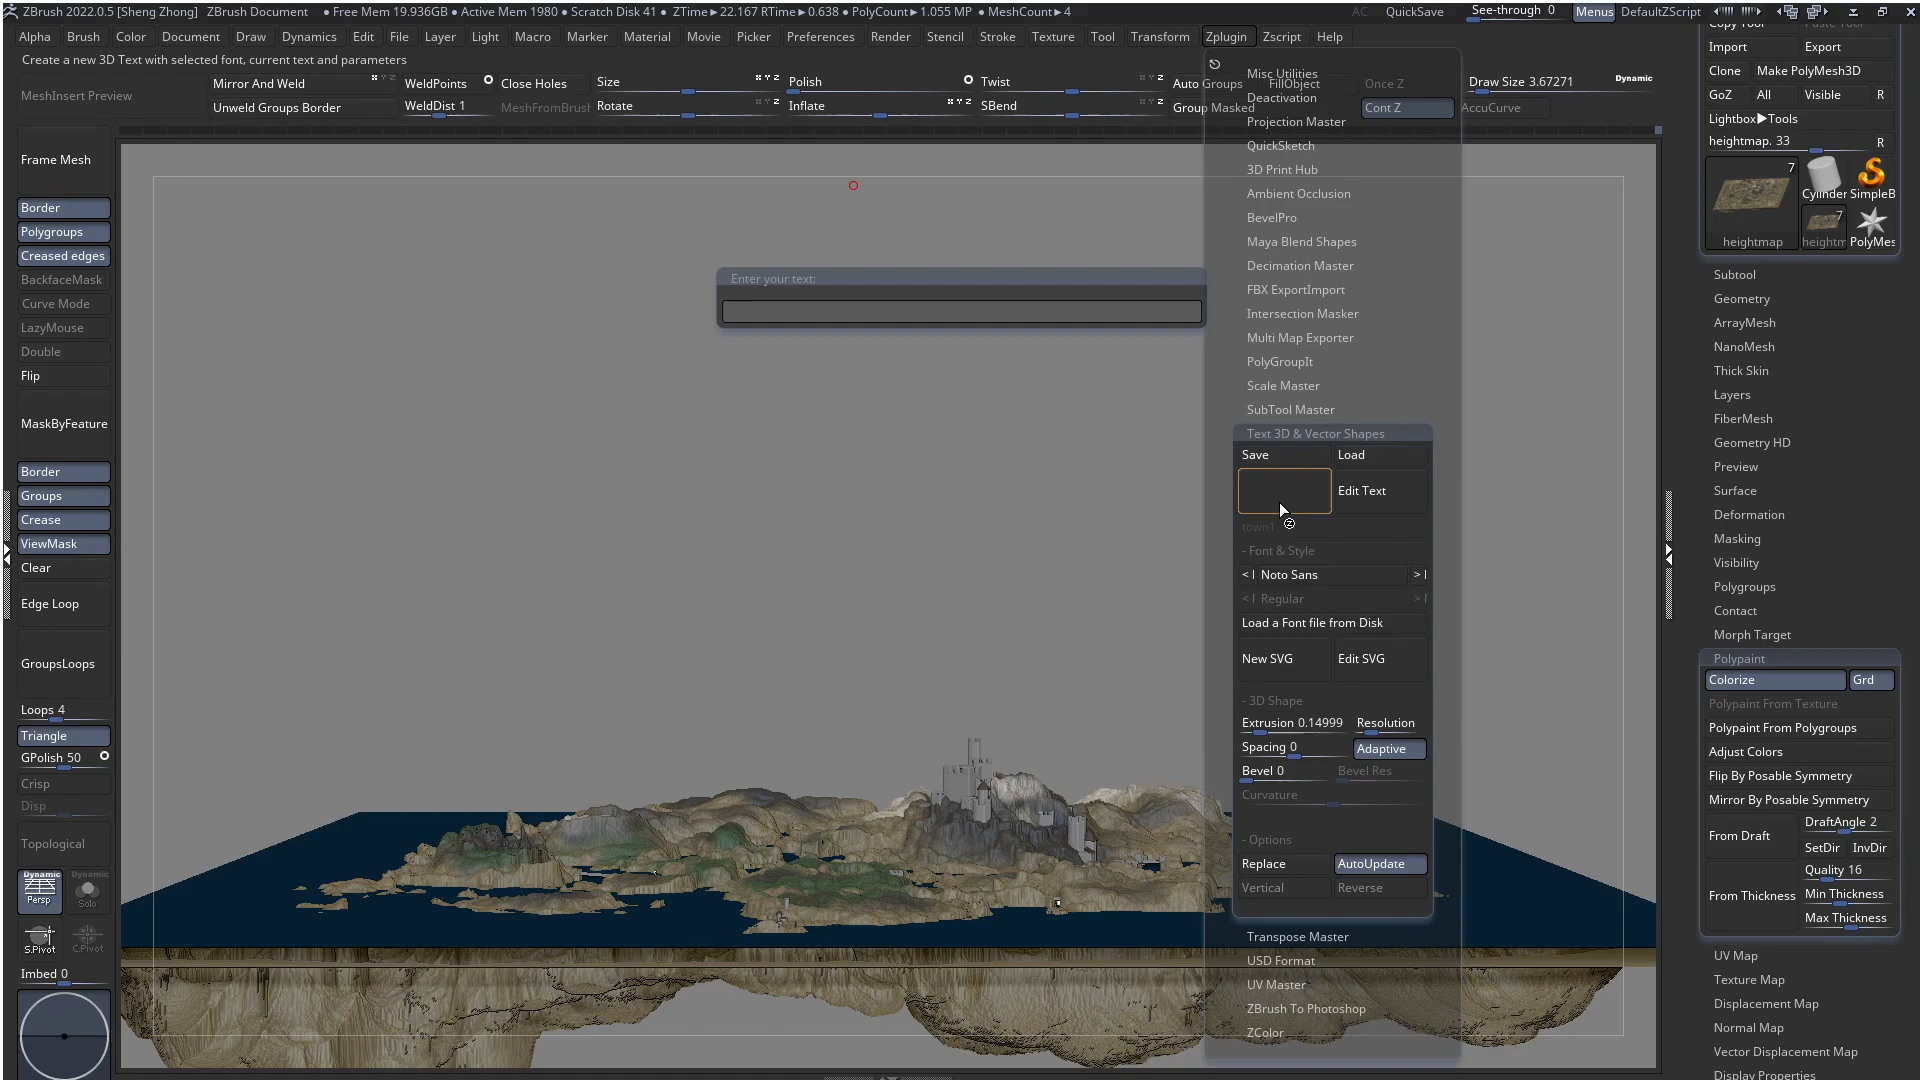 ZBrush 2022.0.5 [Sheng Zhong] ZBrush Document ● Free Mem 19.936GB ● Active Mem 1980 ● Scratch Disk 41 ● ZTime►22.167 RTime►0.638 ● PolyCount►1.055 MP ● MeshCount►4 AC QuickSave See-through 0 Menus DefaultZScript
Alpha Brush Color Document Draw Dynamics Edit File Layer Light Macro Marker Material Movie Picker Preferences Render Stencil Stroke Texture Tool Transform Zplugin Zscript Help
Create a new 3D Text with selected font, current text and parameters
MeshInsert Preview
Mirror And Weld
Unweld Groups Border
WeldPoints
WeldDist 1
Close Holes
MeshFromBrush
Size
Rotate
Polish
Inflate
Twist
SBend
Auto Groups
Group Masked
FillObject
Once Z
Cont Z
Draw Size 3.67271
Dynamic
AccuCurve
Frame Mesh
Border
Polygroups
Creased edges
BackfaceMask
Curve Mode
LazyMouse
Double
Flip
MaskByFeature
Border
Groups
Crease
ViewMask
Clear
Edge Loop
GroupsLoops
Loops 4
Triangle
GPolish 50
Crisp
Disp
Topological
Dynamic
Persp
Dynamic
Solo
S.Pivot
C.Pivot
Imbed 0
Enter your text:
Misc Utilities
Deactivation
Projection Master
QuickSketch
3D Print Hub
Ambient Occlusion
BevelPro
Maya Blend Shapes
Decimation Master
FBX ExportImport
Intersection Masker
Multi Map Exporter
PolyGroupIt
Scale Master
SubTool Master
Text 3D & Vector Shapes
Save Load
Edit Text
town1
- Font & Style
< Noto Sans >
< Regular >
Load a Font file from Disk
New SVG Edit SVG
- 3D Shape
Extrusion 0.14999 Resolution
Spacing 0 Adaptive
Bevel 0 Bevel Res
Curvature
- Options
Replace AutoUpdate
Vertical Reverse
Transpose Master
USD Format
UV Master
ZBrush To Photoshop
ZColor
Copy Tool Paste Tool
Import Export
Clone Make PolyMesh3D
GoZ All Visible R
Lightbox►Tools
heightmap. 33 R
7
heightmap
Cylinder
SimpleB
7
heightm
PolyMes
Subtool
Geometry
ArrayMesh
NanoMesh
Thick Skin
Layers
FiberMesh
Geometry HD
Preview
Surface
Deformation
Masking
Visibility
Polygroups
Contact
Morph Target
Polypaint
Colorize Grd
Polypaint From Texture
Polypaint From Polygroups
Adjust Colors
Flip By Posable Symmetry
Mirror By Posable Symmetry
From Draft
DraftAngle 2
SetDir InvDir
From Thickness
Quality 16
Min Thickness
Max Thickness
UV Map
Texture Map
Displacement Map
Normal Map
Vector Displacement Map
Display Properties